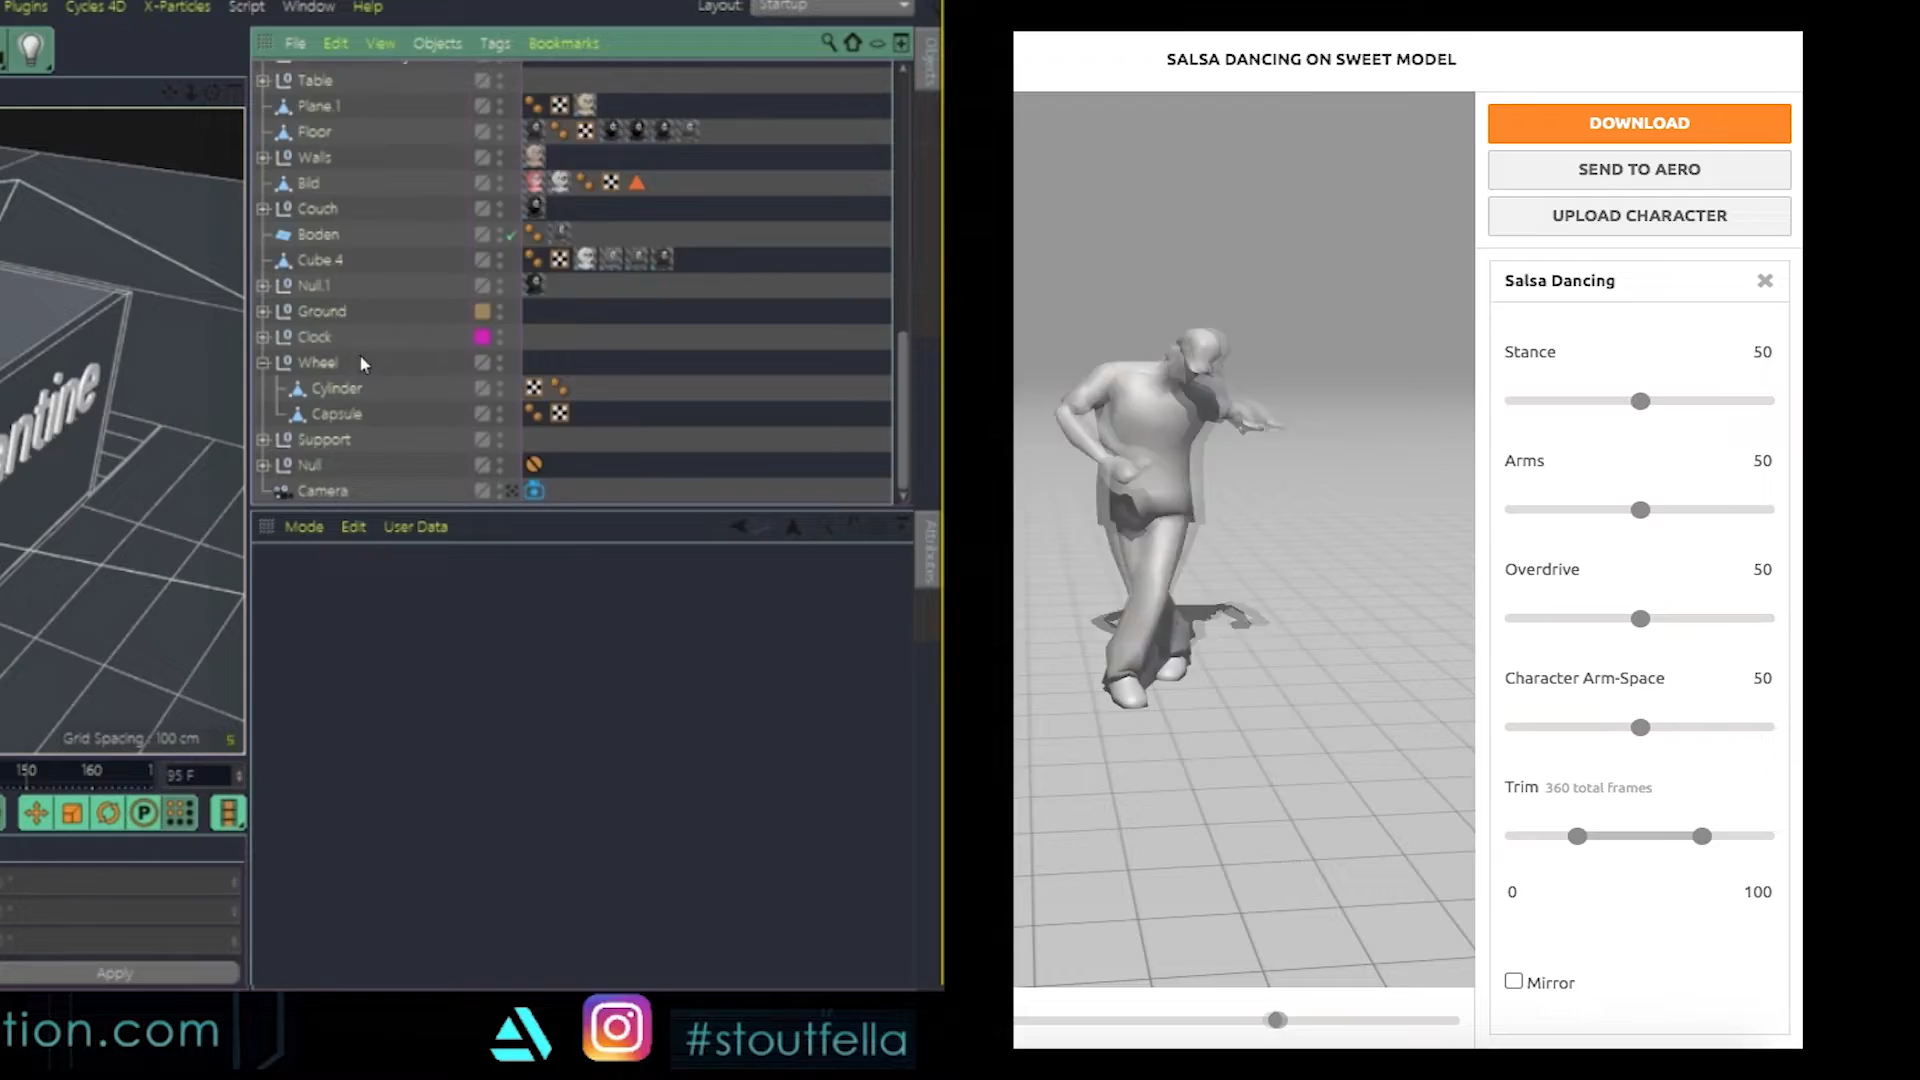 Plugins Cycles 4D X-Particles Script Window Help
Layout: Startup
File Edit View Objects Tags Bookmarks
Objects
Table
Plane.1
Floor
Walls
Bild
Couch
Boden
Cube 4
Null.1
Ground
Clock
Wheel
Cylinder
Capsule
Support
Null
Camera
Mode Edit User Data
Attributes
antine
Grid Spacing : 100 cm
150 160 1 95 F
S
P
Apply
tion.com
#stoutfella
SALSA DANCING ON SWEET MODEL
DOWNLOAD
SEND TO AERO
UPLOAD CHARACTER
Salsa Dancing
Stance 50
Arms 50
Overdrive 50
Character Arm-Space 50
Trim 360 total frames
0 100
Mirror